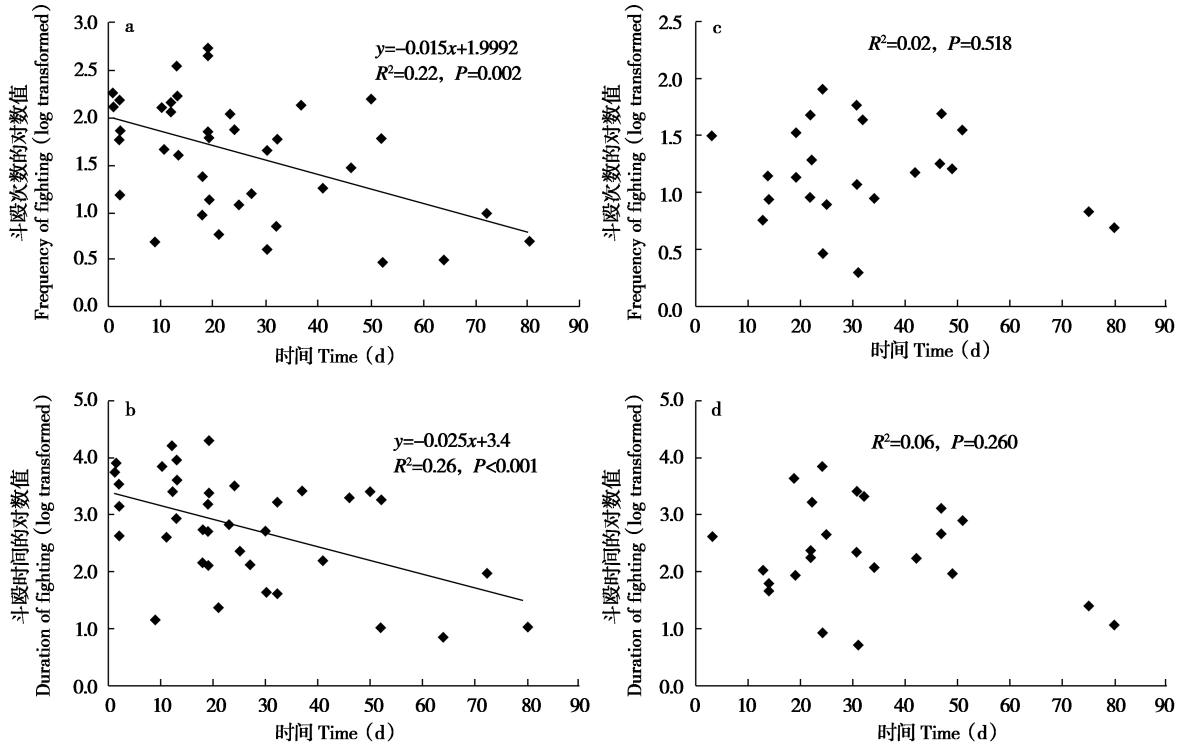 a
y=−0.015x+1.9992
R²=0.22, P=0.002
3.0
2.5
2.0
1.5
1.0
0.5
0.0
斗殴次数的对数值
Frequency of fighting (log transformed)
0 10 20 30 40 50 60 70 80 90
时间 Time (d)
c
R²=0.02, P=0.518
2.5
2.0
1.5
1.0
0.5
0.0
斗殴次数的对数值
Frequency of fighting (log transformed)
0 10 20 30 40 50 60 70 80 90
时间 Time (d)
b
y=−0.025x+3.4
R²=0.26, P<0.001
5.0
4.0
3.0
2.0
1.0
0.0
斗殴时间的对数值
Duration of fighting (log transformed)
0 10 20 30 40 50 60 70 80 90
时间 Time (d)
d
R²=0.06, P=0.260
5.0
4.0
3.0
2.0
1.0
0.0
斗殴时间的对数值
Duration of fighting (log transformed)
0 10 20 30 40 50 60 70 80 90
时间 Time (d)